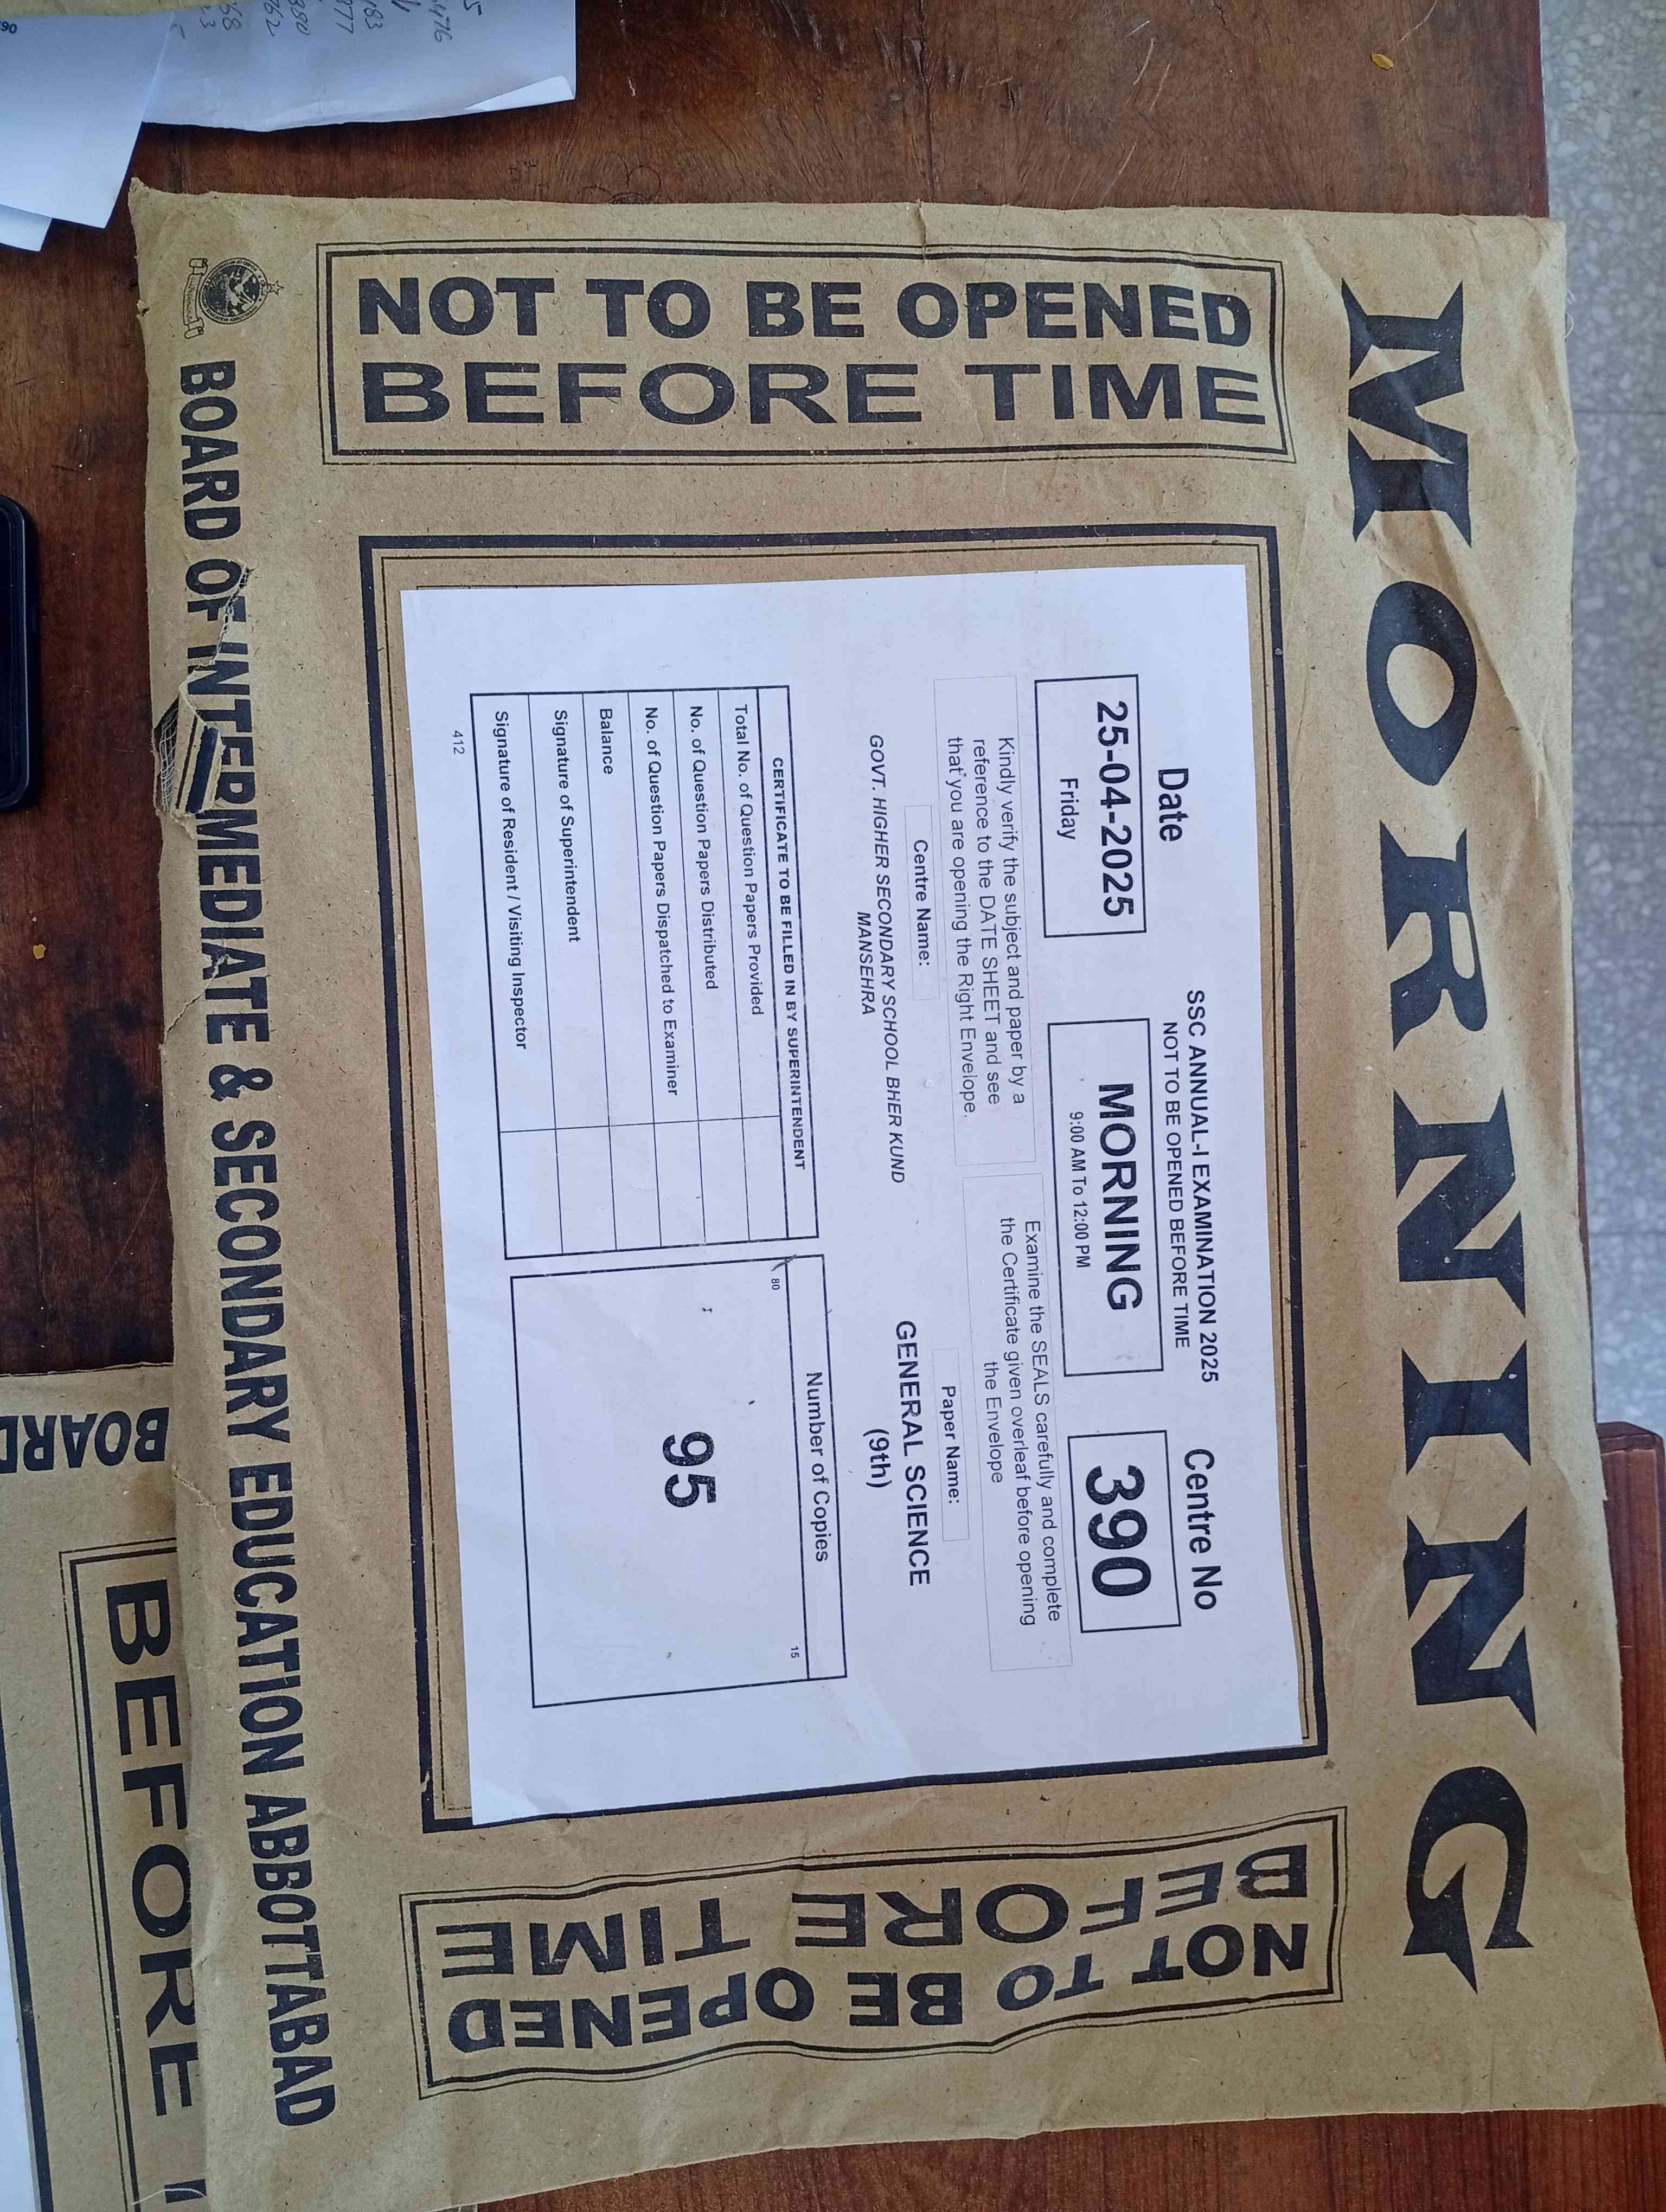 MORNING
NOT TO BE OPENED
BEFORE TIME
SSC ANNUAL-I EXAMINATION 2025
NOT TO BE OPENED BEFORE TIME
Date
25-04-2025
Friday
MORNING
9:00 AM To 12:00 PM
Centre No
390
Kindly verify the subject and paper by a
reference to the DATE SHEET and see
that you are opening the Right Envelope.
Examine the SEALS carefully and complete
the Certificate given overleaf before opening
the Envelope
Centre Name:
GOVT. HIGHER SECONDARY SCHOOL BHER KUND
MANSEHRA
Paper Name:
GENERAL SCIENCE
(9th)
CERTIFICATE TO BE FILLED IN BY SUPERINTENDENT
Total No. of Question Papers Provided
No. of Question Papers Distributed
No. of Question Papers Dispatched to Examiner
Balance
Signature of Superintendent
Signature of Resident / Visiting Inspector
412
Number of Copies
80
15
95
NOT TO BE OPENED
BEFORE TIME
BOARD OF INTERMEDIATE & SECONDARY EDUCATION ABBOTTABAD
BOARD
BEFORE